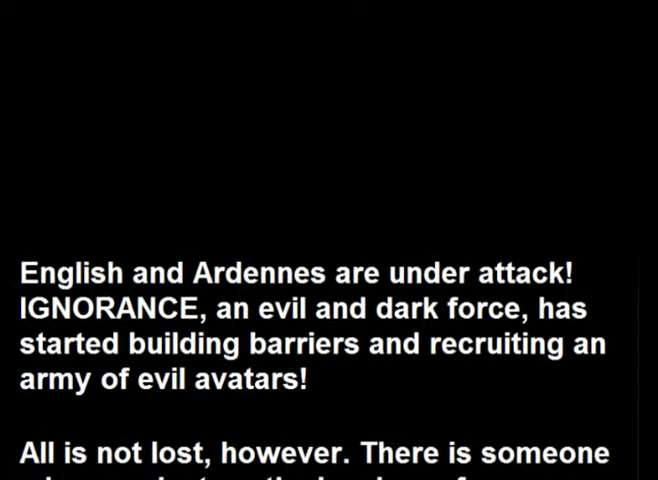 English and Ardennes are under attack!
IGNORANCE, an evil and dark force, has
started building barriers and recruiting an
army of evil avatars!
All is not lost, however. There is someone